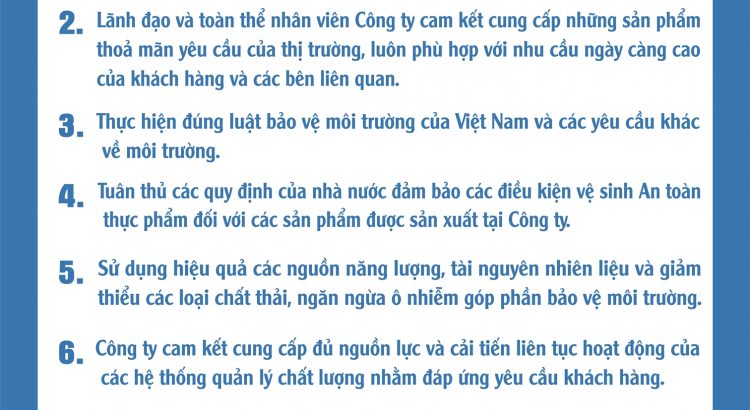 2. Lãnh đạo và toàn thể nhân viên Công ty cam kết cung cấp những sản phẩm
thoả mãn yêu cầu của thị trường, luôn phù hợp với nhu cầu ngày càng cao
của khách hàng và các bên liên quan.
3. Thực hiện đúng luật bảo vệ môi trường của Việt Nam và các yêu cầu khác
về môi trường.
4. Tuân thủ các quy định của nhà nước đảm bảo các điều kiện vệ sinh An toàn
thực phẩm đối với các sản phẩm được sản xuất tại Công ty.
5. Sử dụng hiệu quả các nguồn năng lượng, tài nguyên nhiên liệu và giảm
thiểu các loại chất thải, ngăn ngừa ô nhiễm góp phần bảo vệ môi trường.
6. Công ty cam kết cung cấp đủ nguồn lực và cải tiến liên tục hoạt động của
các hệ thống quản lý chất lượng nhằm đáp ứng yêu cầu khách hàng.